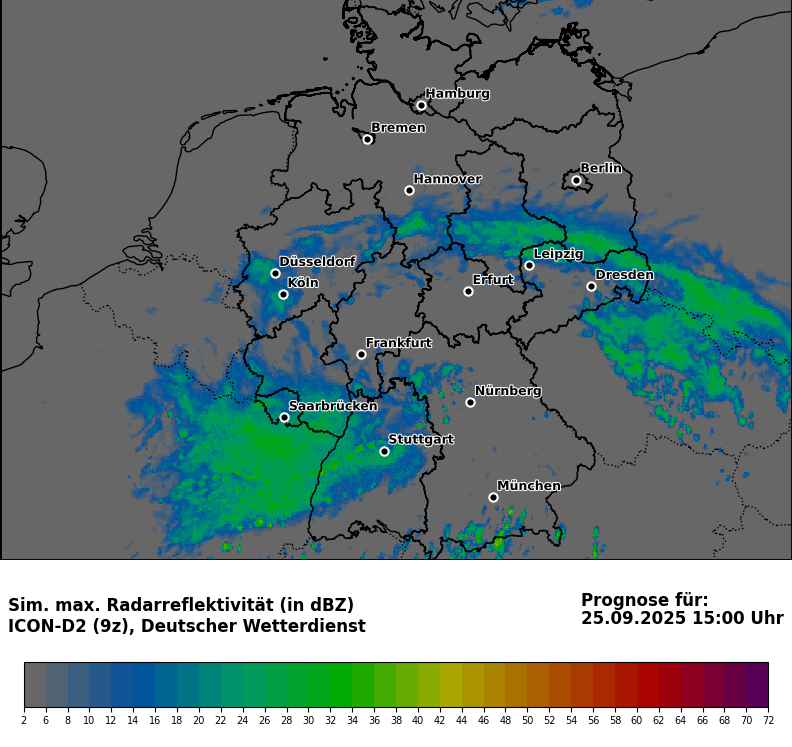 Hamburg
Bremen
Berlin
Hannover
Leipzig
Düsseldorf
Dresden
Erfurt
Köln
Frankfurt
Nürnberg
Saarbrücken
Stuttgart
München
Sim. max. Radarreflektivität (in dBZ)
ICON-D2 (9z), Deutscher Wetterdienst
Prognose für:
25.09.2025 15:00 Uhr
2 6 8 10 12 14 16 18 20 22 24 26 28 30 32 34 36 38 40 42 44 46 48 50 52 54 56 58 60 62 64 66 68 70 72